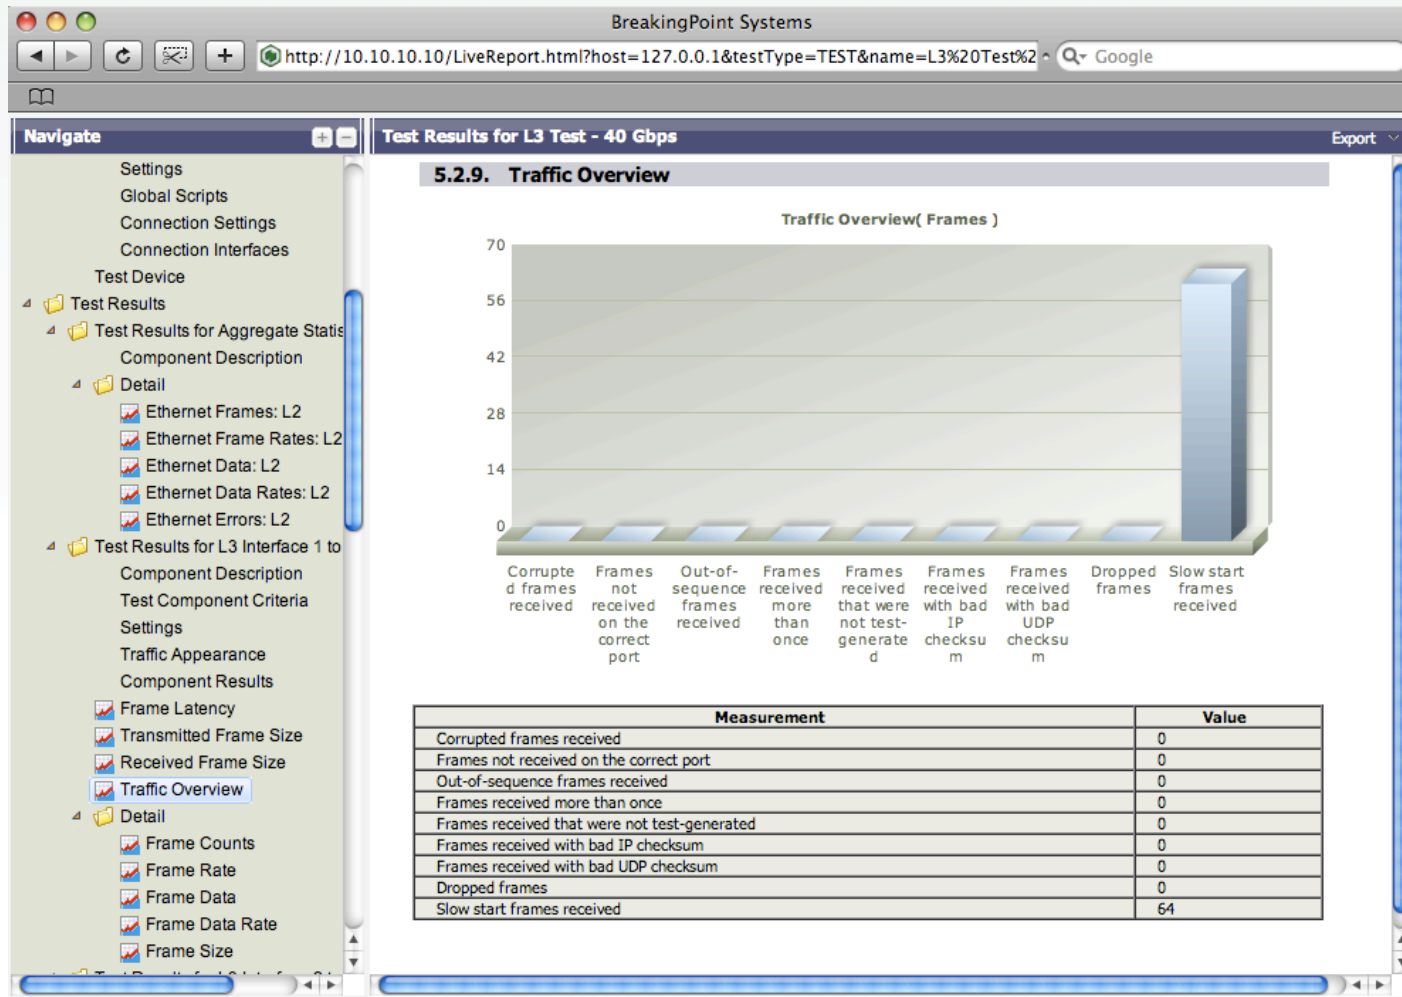 BreakingPoint Systems
http://10.10.10.10/LiveReport.html?host=127.0.0.1&testType=TEST&name=L3%20Test%2
Google
Navigate
Test Results for L3 Test - 40 Gbps
Export
Settings
Global Scripts
Connection Settings
Connection Interfaces
Test Device
Test Results
Test Results for Aggregate Statis
Component Description
Detail
Ethernet Frames: L2
Ethernet Frame Rates: L2
Ethernet Data: L2
Ethernet Data Rates: L2
Ethernet Errors: L2
Test Results for L3 Interface 1 to
Component Description
Test Component Criteria
Settings
Traffic Appearance
Component Results
Frame Latency
Transmitted Frame Size
Received Frame Size
Traffic Overview
Detail
Frame Counts
Frame Rate
Frame Data
Frame Data Rate
Frame Size
5.2.9. Traffic Overview
Traffic Overview( Frames )
70
56
42
28
14
0
Corrupte
d frames
received
Frames
not
received
on the
correct
port
Out-of-
sequence
frames
received
Frames
received
more
than
once
Frames
received
that were
not test-
generate
d
Frames
received
with bad
IP
checksu
m
Frames
received
with bad
UDP
checksu
m
Dropped
frames
Slow start
frames
received
Measurement Value
Corrupted frames received 0
Frames not received on the correct port 0
Out-of-sequence frames received 0
Frames received more than once 0
Frames received that were not test-generated 0
Frames received with bad IP checksum 0
Frames received with bad UDP checksum 0
Dropped frames 0
Slow start frames received 64